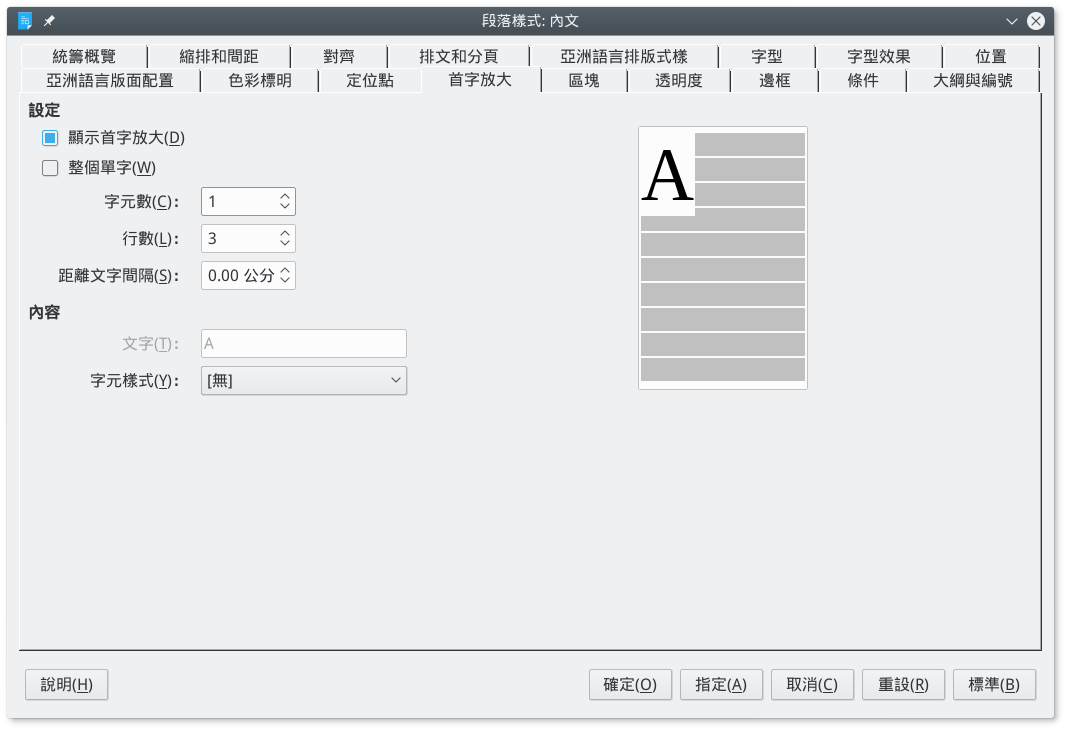 段落樣式: 內文
統籌概覽 縮排和間距 對齊 排文和分頁 亞洲語言排版式樣 字型 字型效果 位置
亞洲語言版面配置 色彩標明 定位點 首字放大 區塊 透明度 邊框 條件 大綱與編號
設定
顯示首字放大(D)
整個單字(W)
字元數(C): 1
行數(L): 3
距離文字間隔(S): 0.00 公分
內容
文字(T): A
字元樣式(Y): [無]
A
說明(H) 確定(O) 指定(A) 取消(C) 重設(R) 標準(B)